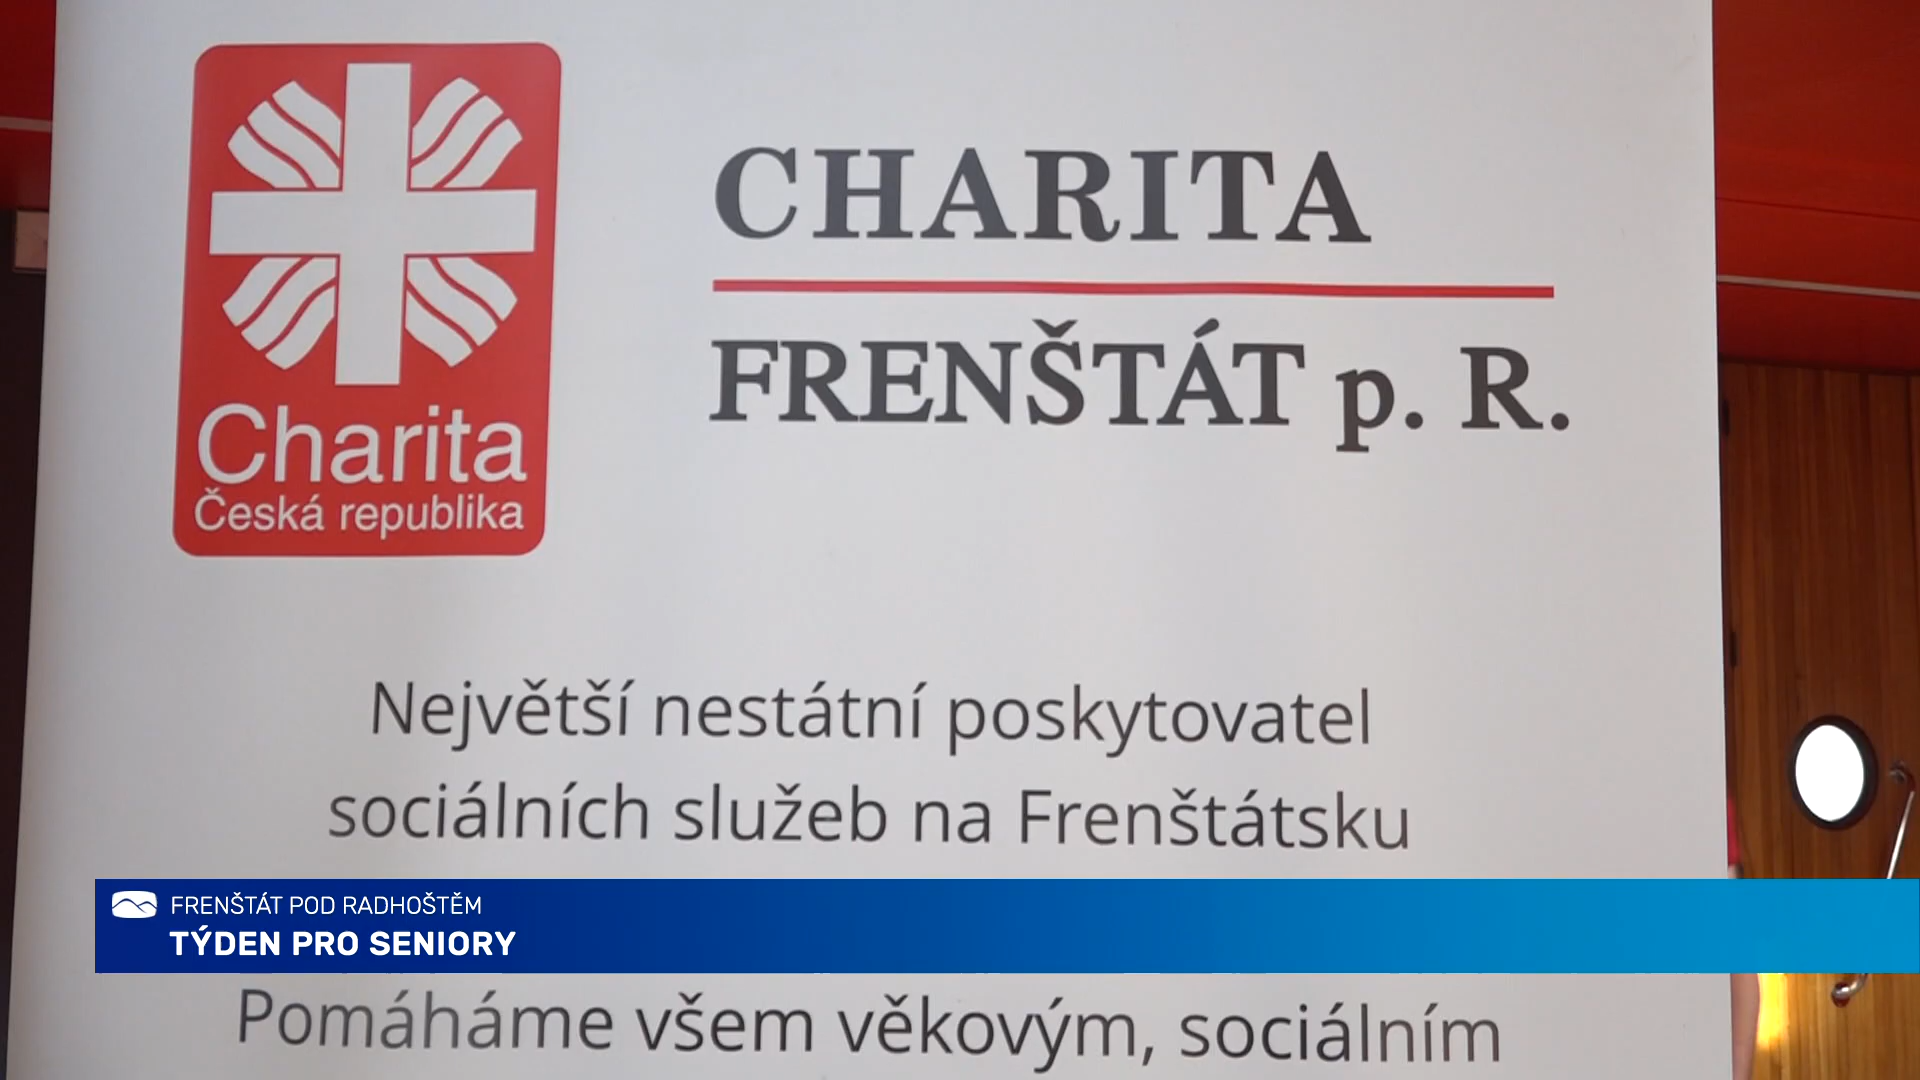 Charita
Česká republika
CHARITA
FRENŠTÁT p. R.
Největší nestátní poskytovatel
sociálních služeb na Frenštátsku
FRENŠTÁT POD RADHOŠTĚM
TÝDEN PRO SENIORY
Pomáháme všem věkovým, sociálním